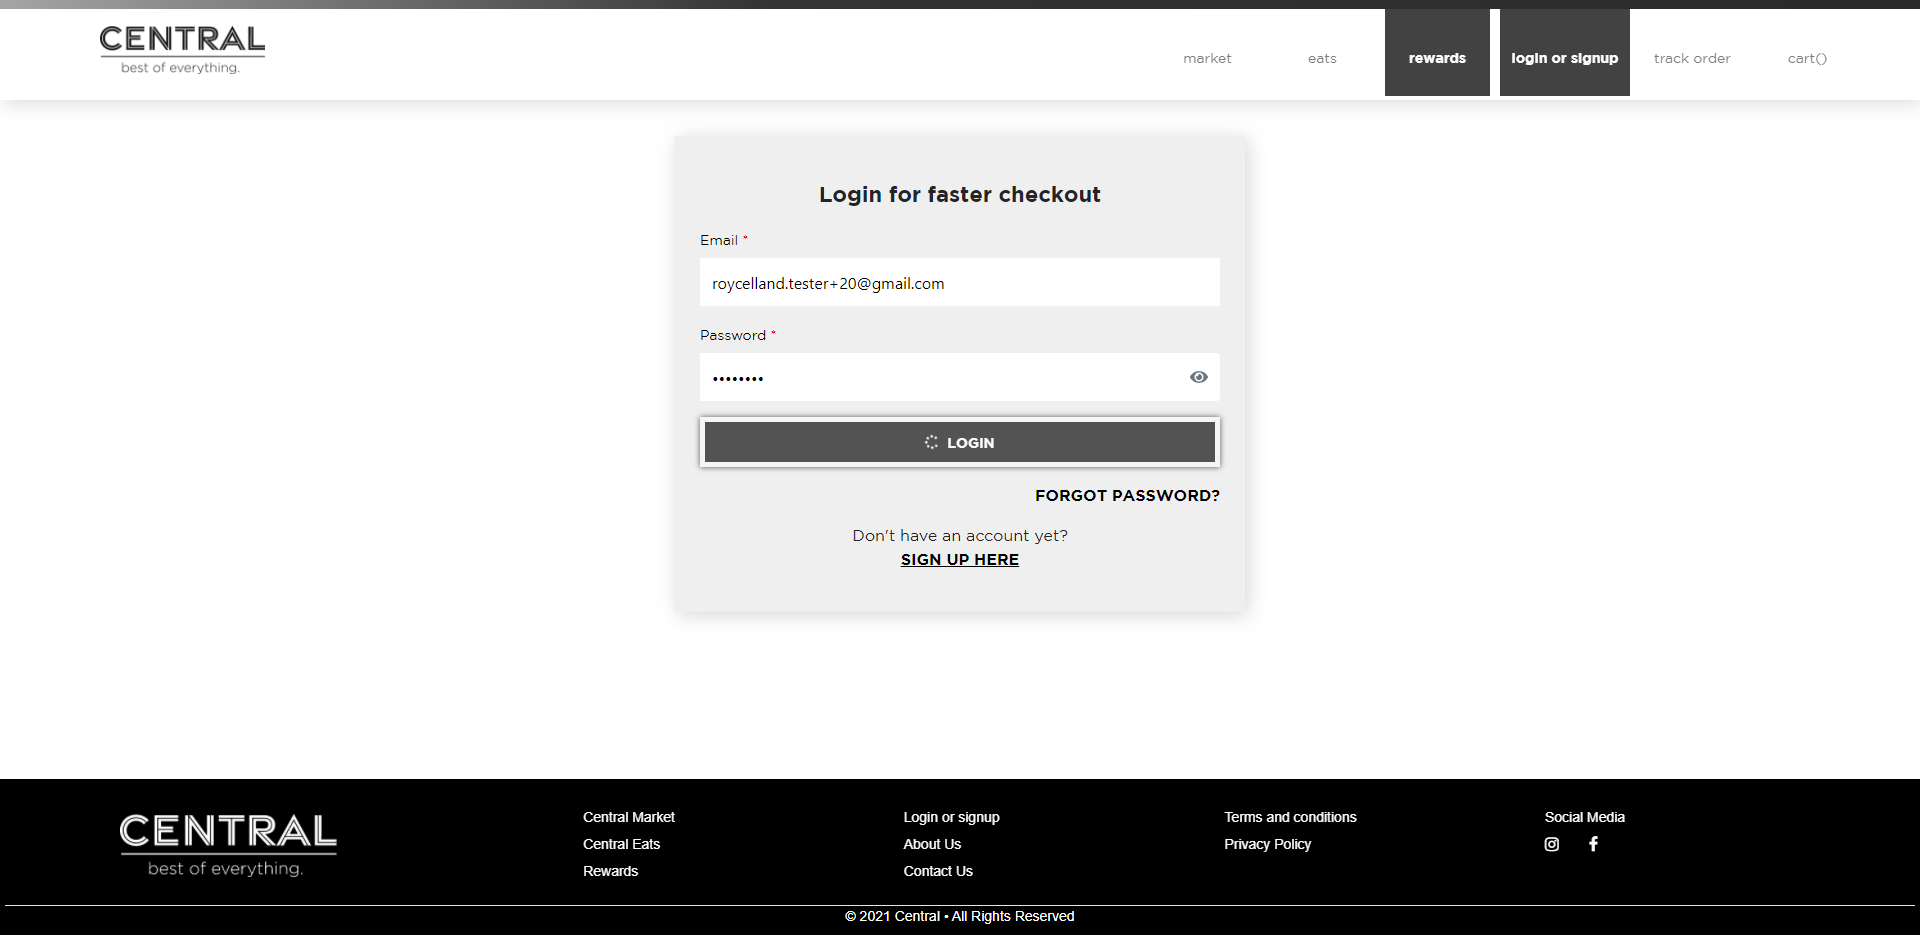 CENTRAL
best of everything.
market eats rewards login or signup track order cart()
Login for faster checkout
Email *
roycelland.tester+20@gmail.com
Password *
••••••••
LOGIN
FORGOT PASSWORD?
Don't have an account yet?
SIGN UP HERE
CENTRAL
best of everything.
Central Market
Central Eats
Rewards
Login or signup
About Us
Contact Us
Terms and conditions
Privacy Policy
Social Media
© 2021 Central • All Rights Reserved